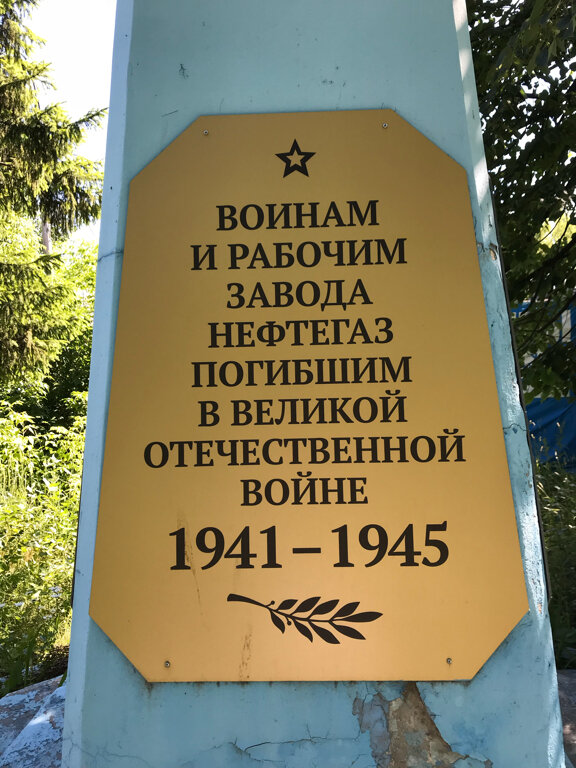 ВОИНАМ
И РАБОЧИМ
ЗАВОДА
НЕФТЕГАЗ
ПОГИБШИМ
В ВЕЛИКОЙ
ОТЕЧЕСТВЕННОЙ
ВОЙНЕ
1941–1945